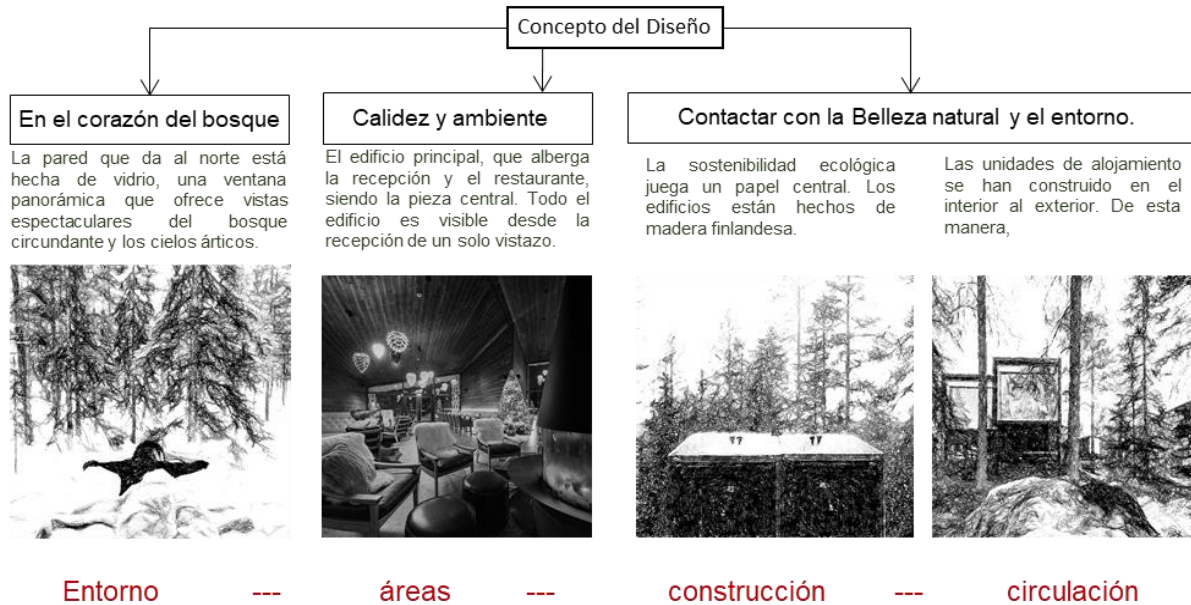 Concepto del Diseño
En el corazón del bosque
La pared que da al norte está
hecha de vidrio, una ventana
panorámica que ofrece vistas
espectaculares del bosque
circundante y los cielos árticos.
Calidez y ambiente
El edificio principal, que alberga
la recepción y el restaurante,
siendo la pieza central. Todo el
edificio es visible desde la
recepción de un solo vistazo.
Contactar con la Belleza natural y el entorno.
La sostenibilidad ecológica
juega un papel central. Los
edificios están hechos de
madera finlandesa.
Las unidades de alojamiento
se han construido en el
interior al exterior. De esta
manera,
Entorno --- áreas --- construcción --- circulación